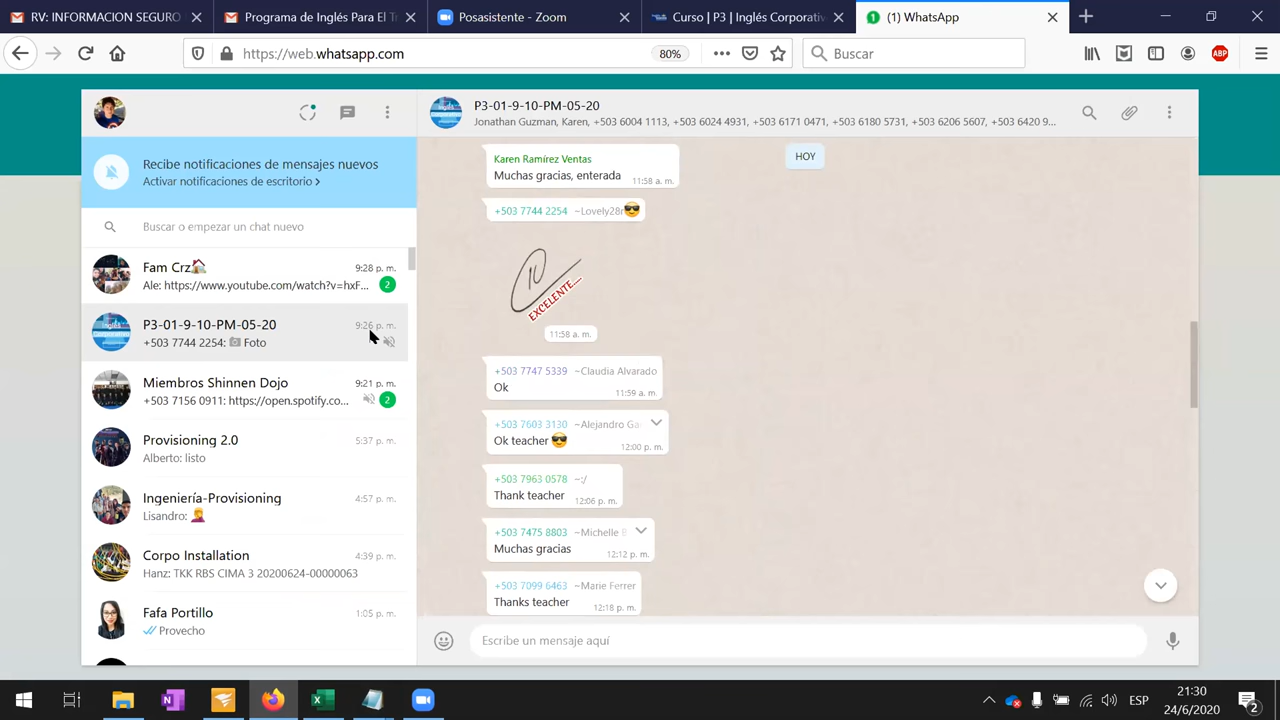 RV: INFORMACION SEGURO
Programa de Inglés Para El Tr
Posasistente - Zoom
Curso | P3 | Inglés Corporativ
(1) WhatsApp
https://web.whatsapp.com
80%
Buscar
ABP
P3-01-9-10-PM-05-20
Jonathan Guzman, Karen, +503 6004 1113, +503 6024 4931, +503 6171 0471, +503 6180 5731, +503 6206 5607, +503 6420 9...
Recibe notificaciones de mensajes nuevos
Activar notificaciones de escritorio >
Buscar o empezar un chat nuevo
Fam Crz🏠
9:28 p. m.
Ale: https://www.youtube.com/watch?v=hxF...
2
P3-01-9-10-PM-05-20
9:26 p. m.
+503 7744 2254: Foto
Miembros Shinnen Dojo
9:21 p. m.
+503 7156 0911: https://open.spotify.co...
2
Provisioning 2.0
5:37 p. m.
Alberto: listo
Ingeniería-Provisioning
4:57 p. m.
Lisandro: 🤦‍♀️
Corpo Installation
4:39 p. m.
Hanz: TKK RBS CIMA 3 20200624-00000063
Fafa Portillo
1:05 p. m.
Provecho
HOY
Karen Ramírez Ventas
Muchas gracias, enterada
11:58 a. m.
+503 7744 2254 ~Lovely28r😎
10
EXCELENTE...
11:58 a. m.
+503 7747 5339 ~Claudia Alvarado
Ok
11:59 a. m.
+503 7603 3130 ~Alejandro Ga
Ok teacher 😎
12:00 p. m.
+503 7963 0578 ~:/
Thank teacher
12:06 p. m.
+503 7475 8803 ~Michelle B
Muchas gracias
12:12 p. m.
+503 7099 6463 ~Marie Ferrer
Thanks teacher
12:18 p. m.
Escribe un mensaje aquí
ESP
21:30
24/6/2020
2